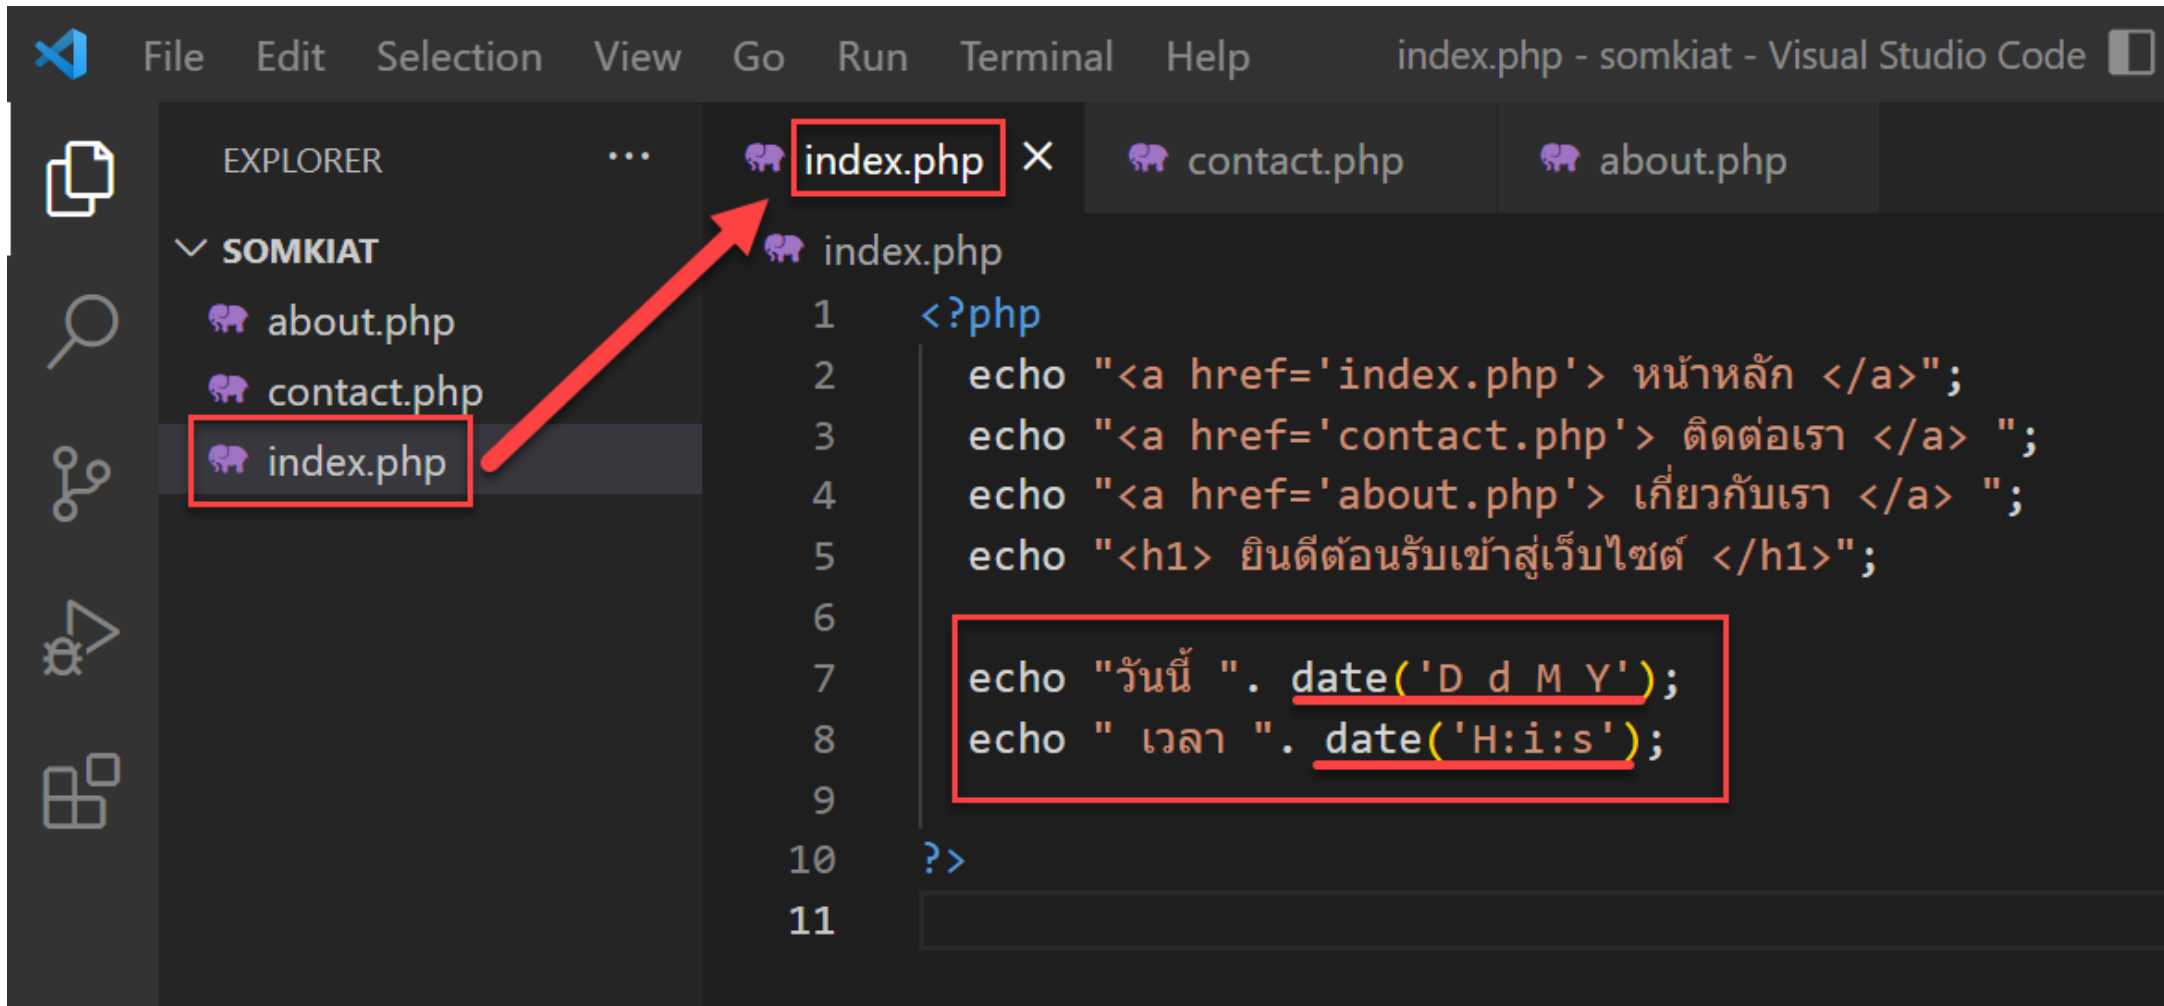 File Edit Selection View Go Run Terminal Help index.php - somkiat - Visual Studio Code
EXPLORER ···
SOMKIAT
about.php
contact.php
index.php
index.php contact.php about.php
index.php
1 <?php
2 echo "<a href='index.php'> หน้าหลัก </a>";
3 echo "<a href='contact.php'> ติดต่อเรา </a> ";
4 echo "<a href='about.php'> เกี่ยวกับเรา </a> ";
5 echo "<h1> ยินดีต้อนรับเข้าสู่เว็บไซต์ </h1>";
6
7 echo "วันนี้ ". date('D d M Y');
8 echo " เวลา ". date('H:i:s');
9
10 ?>
11